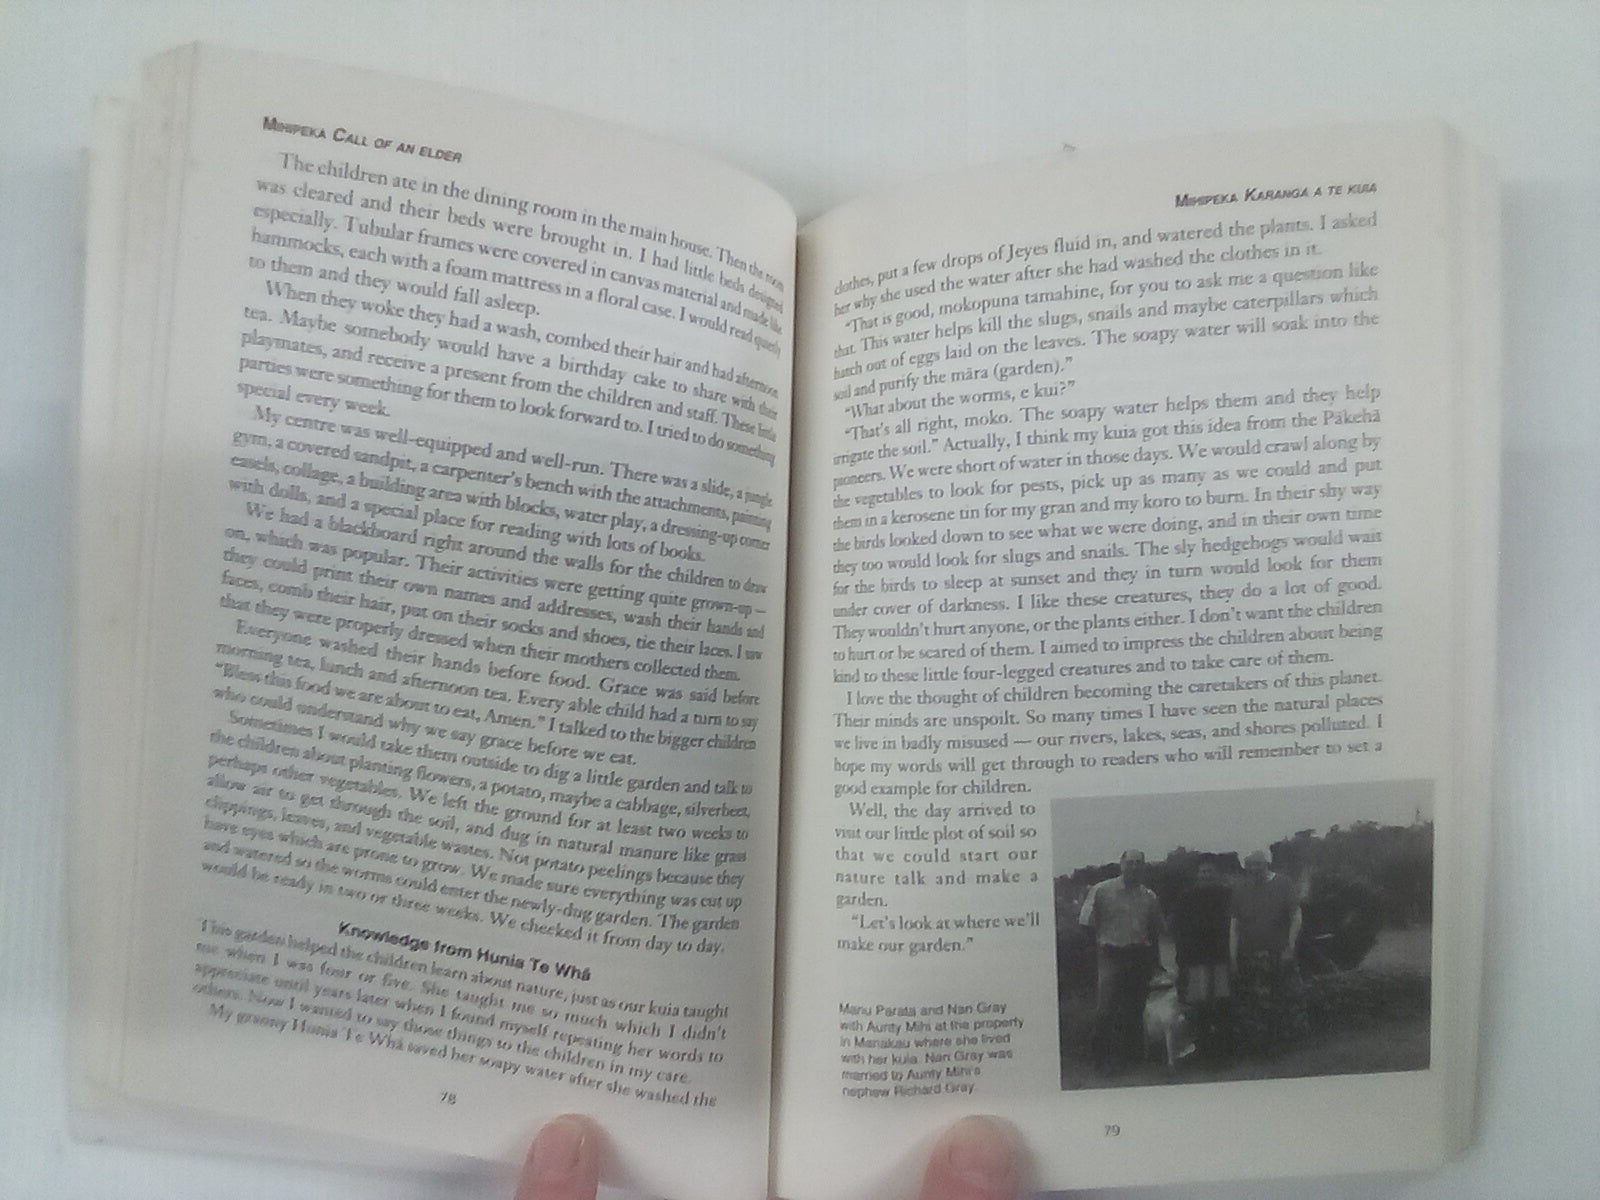 MIHIPEKA CALL OF AN ELDER
The children ate in the dining room in the main house. Then the room
was cleared and their beds were brought in. I had little beds designed
especially. Tubular frames were covered in canvas material and made like
hammocks, each with a foam mattress in a floral case. I would read quietly
to them and they would fall asleep.
When they woke they had a wash, combed their hair and had afternoon
tea. Maybe somebody would have a birthday cake to share with their
playmates, and receive a present from the children and staff. These little
parties were something for them to look forward to. I tried to do something
special every week.
My centre was well-equipped and well-run. There was a slide, a jungle
gym, a covered sandpit, a carpenter's bench with the attachments, painting
easels, collage, a building area with blocks, water play, a dressing-up corner
with dolls, and a special place for reading with lots of books.
We had a blackboard right around the walls for the children to draw
on, which was popular. Their activities were getting quite grown-up —
they could print their own names and addresses, wash their hands and
faces, comb their hair, put on their socks and shoes, tie their laces. I saw
that they were properly dressed when their mothers collected them.
Everyone washed their hands before food. Grace was said before
morning tea, lunch and afternoon tea. Every able child had a turn to say
"Bless this food we are about to eat, Amen." I talked to the bigger children
who could understand why we say grace before we eat.
Sometimes I would take them outside to dig a little garden and talk to
the children about planting flowers, a potato, maybe a cabbage, silverbeet,
perhaps other vegetables. We left the ground for at least two weeks to
allow air to get through the soil, and dug in natural manure like grass
clippings, leaves, and vegetable wastes. Not potato peelings because they
have eyes which are prone to grow. We made sure everything was cut up
and watered so the worms could enter the newly-dug garden. The garden
would be ready in two or three weeks. We checked it from day to day.
Knowledge from Hunia Te Whā
This garden helped the children learn about nature, just as our kuia taught
me when I was four or five. She taught me so much which I didn't
appreciate until years later when I found myself repeating her words to
others. Now I wanted to say those things to the children in my care.
My granny Hunia Te Whā saved her soapy water after she washed the
78
MIHIPEKA KARANGA A TE KUIA
clothes, put a few drops of Jeyes fluid in, and watered the plants. I asked
her why she used the water after she had washed the clothes in it.
"That is good, mokopuna tamahine, for you to ask me a question like
that. This water helps kill the slugs, snails and maybe caterpillars which
hatch out of eggs laid on the leaves. The soapy water will soak into the
soil and purify the māra (garden)."
"What about the worms, e kui?"
"That's all right, moko. The soapy water helps them and they help
irrigate the soil." Actually, I think my kuia got this idea from the Pākehā
pioneers. We were short of water in those days. We would crawl along by
the vegetables to look for pests, pick up as many as we could and put
them in a kerosene tin for my gran and my koro to burn. In their shy way
the birds looked down to see what we were doing, and in their own time
they too would look for slugs and snails. The sly hedgehogs would wait
for the birds to sleep at sunset and they in turn would look for them
under cover of darkness. I like these creatures, they do a lot of good.
They wouldn't hurt anyone, or the plants either. I don't want the children
to hurt or be scared of them. I aimed to impress the children about being
kind to these little four-legged creatures and to take care of them.
I love the thought of children becoming the caretakers of this planet.
Their minds are unspoilt. So many times I have seen the natural places
we live in badly misused — our rivers, lakes, seas, and shores polluted. I
hope my words will get through to readers who will remember to set a
good example for children.
Well, the day arrived to
visit our little plot of soil so
that we could start our
nature talk and make a
garden.
"Let's look at where we'll
make our garden."
Manu Parata and Nan Gray
with Aunty Mihi at the property
in Manakau where she lived
with her kuia. Nan Gray was
married to Aunty Mihi's
nephew Richard Gray.
79